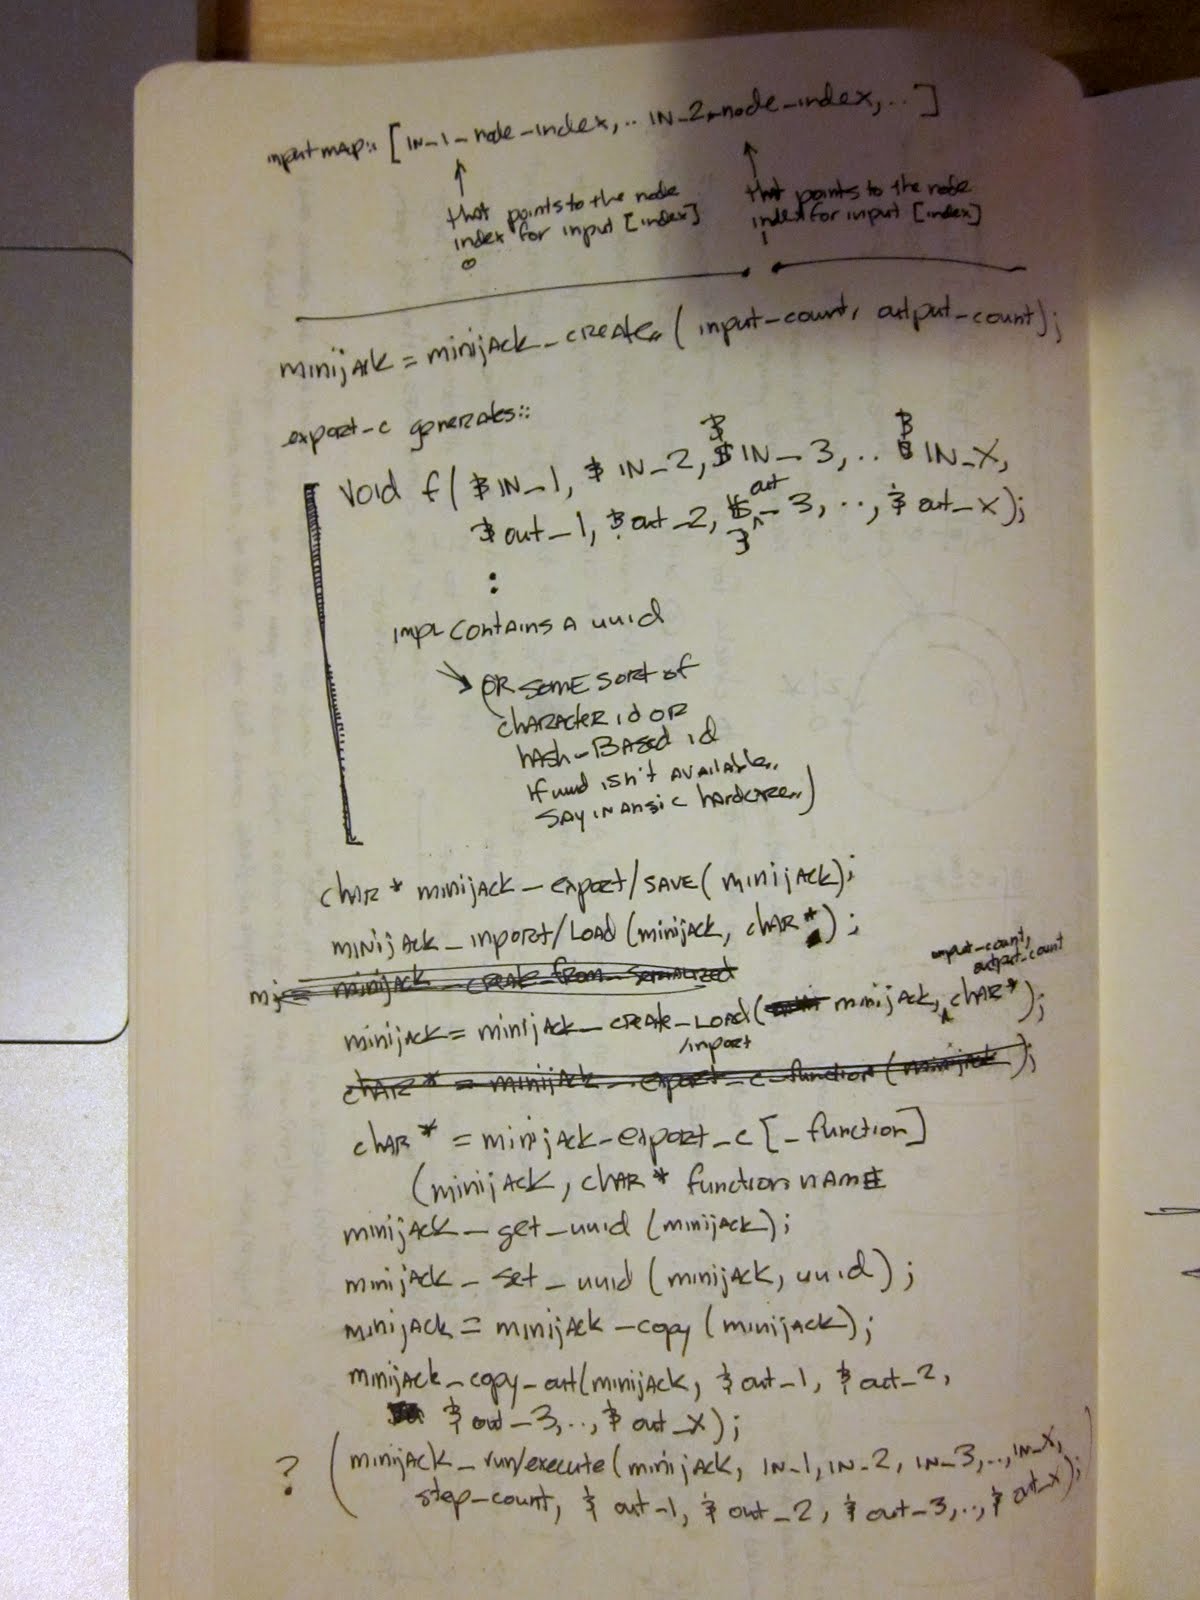 input map:: [IN_1_node_index,.. IN_2_node_index,..]
that points to the node
index for input [index]
0
that points to the node
index for input [index]
1
minijack = minijack_create.. (input_count, output_count);
export_c generates::
void f($IN_1, $IN_2, $IN_3,.. $IN_X,
$out_1, $out_2, $out_3,..,$out_X);
:
impl contains a uuid
(OR some sort of
character id or
hash-based id
if uuid isn't available..
say in ansi c hardcore..)
char * minijack_export/save(minijack);
minijack_import/load(minijack, char *);
mj= minijack_create_from_serialized
input_count,
output_count
minijack = minijack_create_load(minijack, char*);
/import
char* = minijack_export_c_function(minijack);
char * = minijack_export_c[_function]
(minijack, char* function name
minijack_get_uuid (minijack);
minijack_set_uuid (minijack, uuid);
minijack = minijack_copy (minijack);
minijack_copy_out(minijack, $out_1, $out_2,
$out_3,..,$out_X);
? (minijack_run/execute(minijack, IN_1, IN_2, IN_3,..,IN_X,
step_count, $out_1, $out_2, $out_3,..,$out_X);)